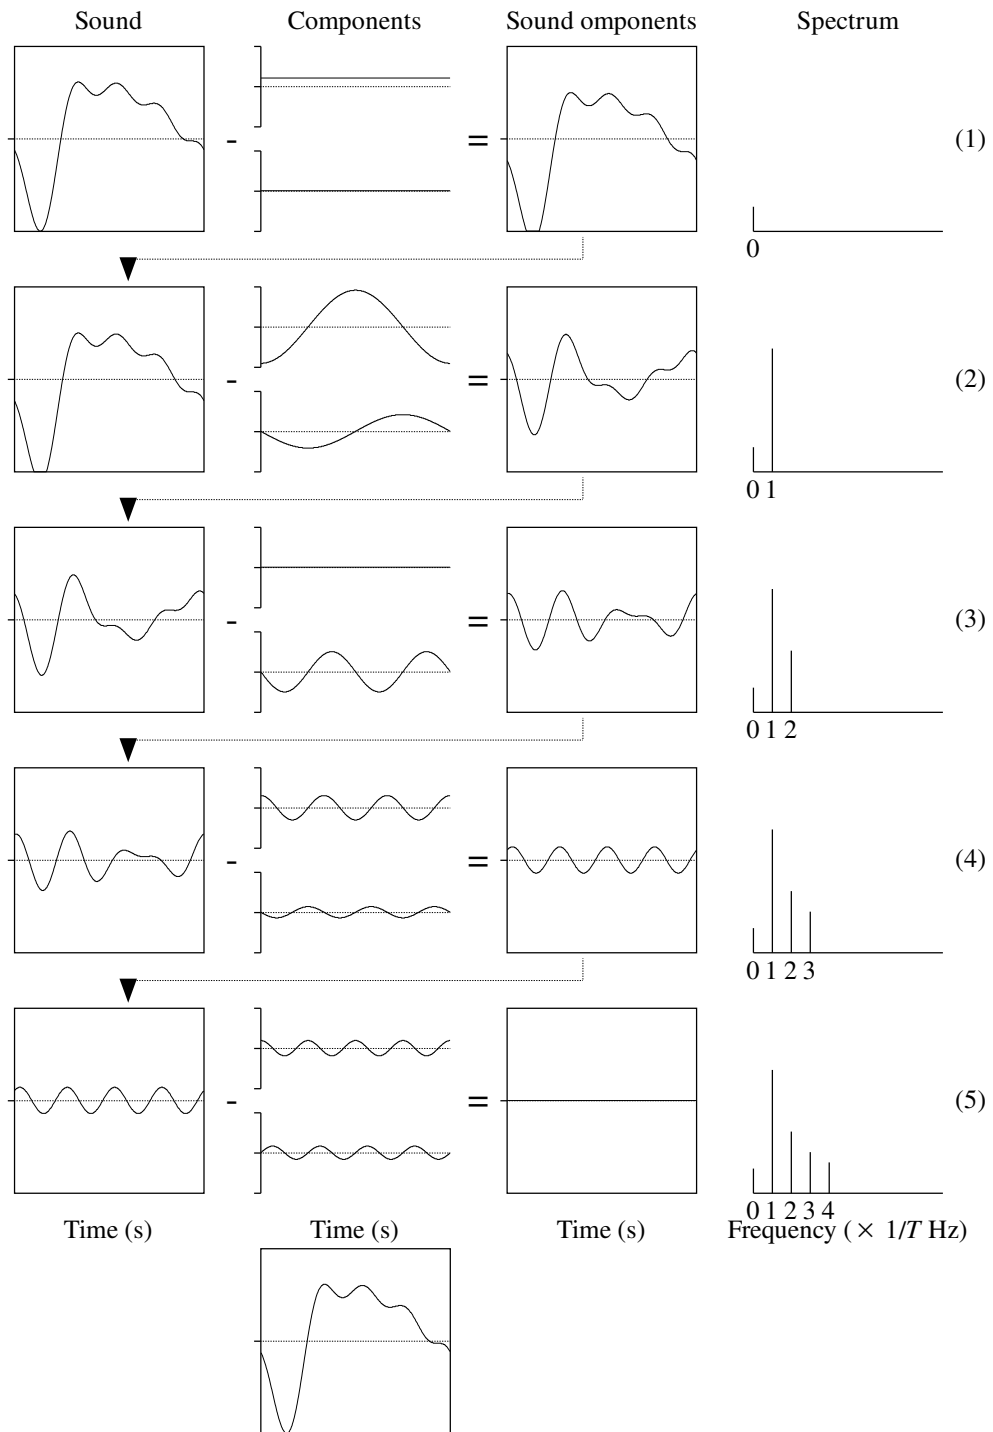 Sound Components Sound omponents Spectrum
- = (1)
0
- = (2)
0 1
- = (3)
0 1 2
- = (4)
0 1 2 3
- = (5)
0 1 2 3 4
Time (s) Time (s) Time (s) Frequency ( × 1/T Hz)